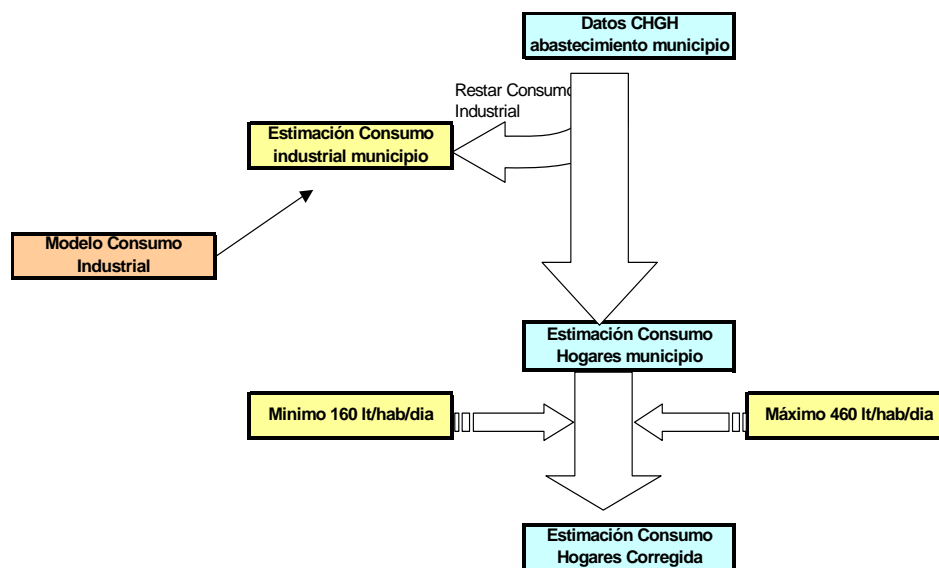 Datos CHGH
abastecimiento municipio
Restar Consumo
Industrial
Estimación Consumo
industrial municipio
Modelo Consumo
Industrial
Estimación Consumo
Hogares municipio
Minimo 160 lt/hab/dia
Máximo 460 lt/hab/dia
Estimación Consumo
Hogares Corregida